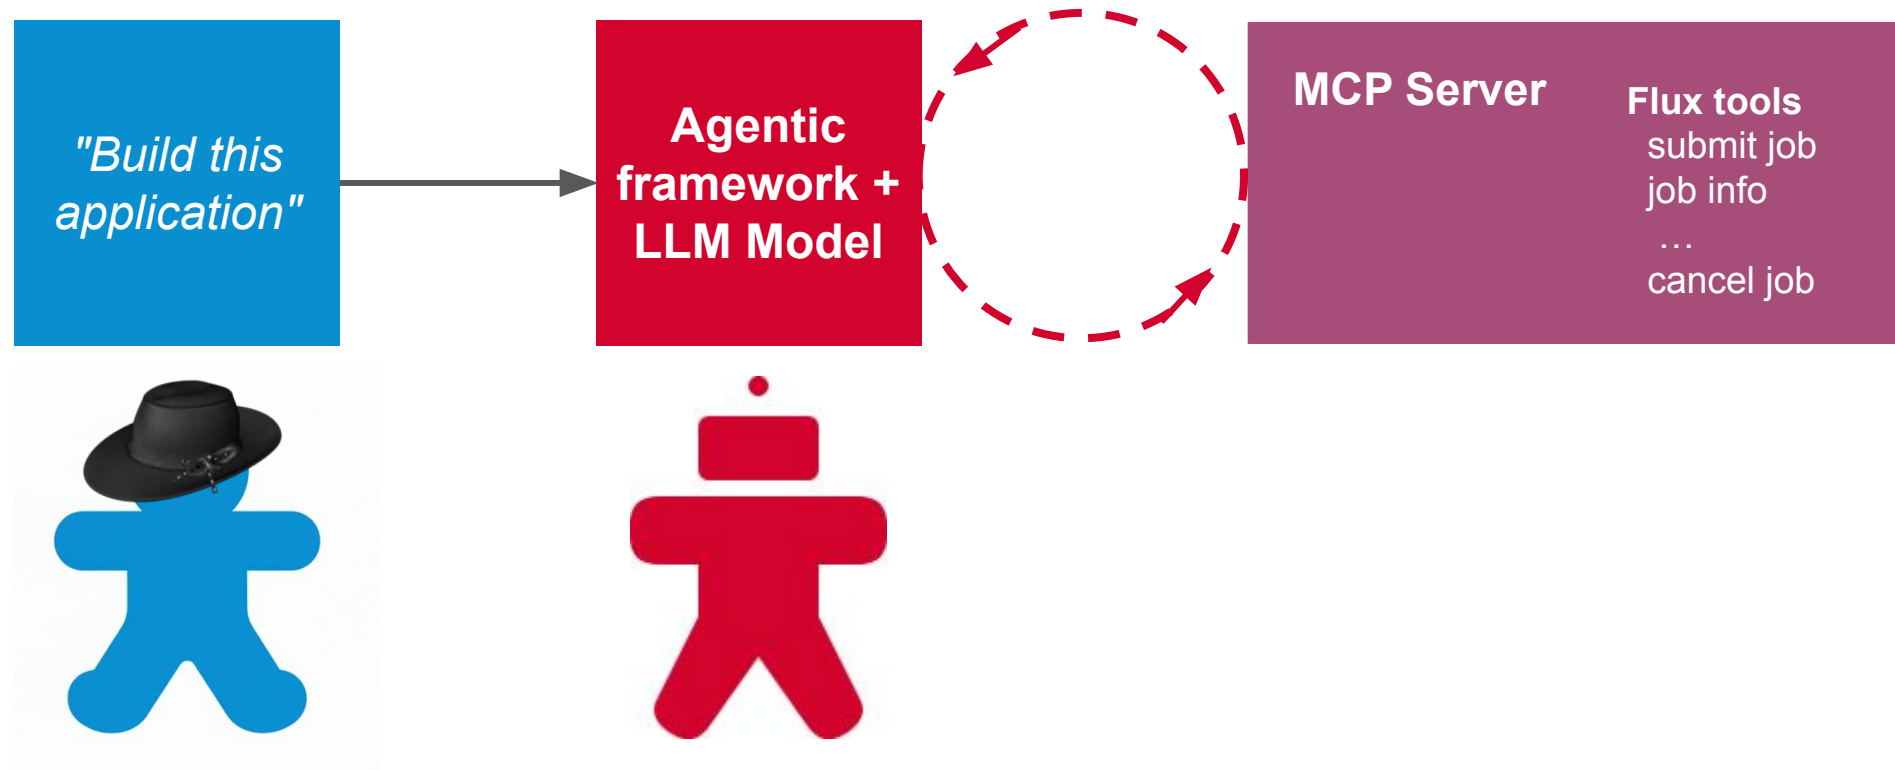 "Build this
application"
Agentic
framework +
LLM Model
MCP Server
Flux tools
submit job
job info
…
cancel job